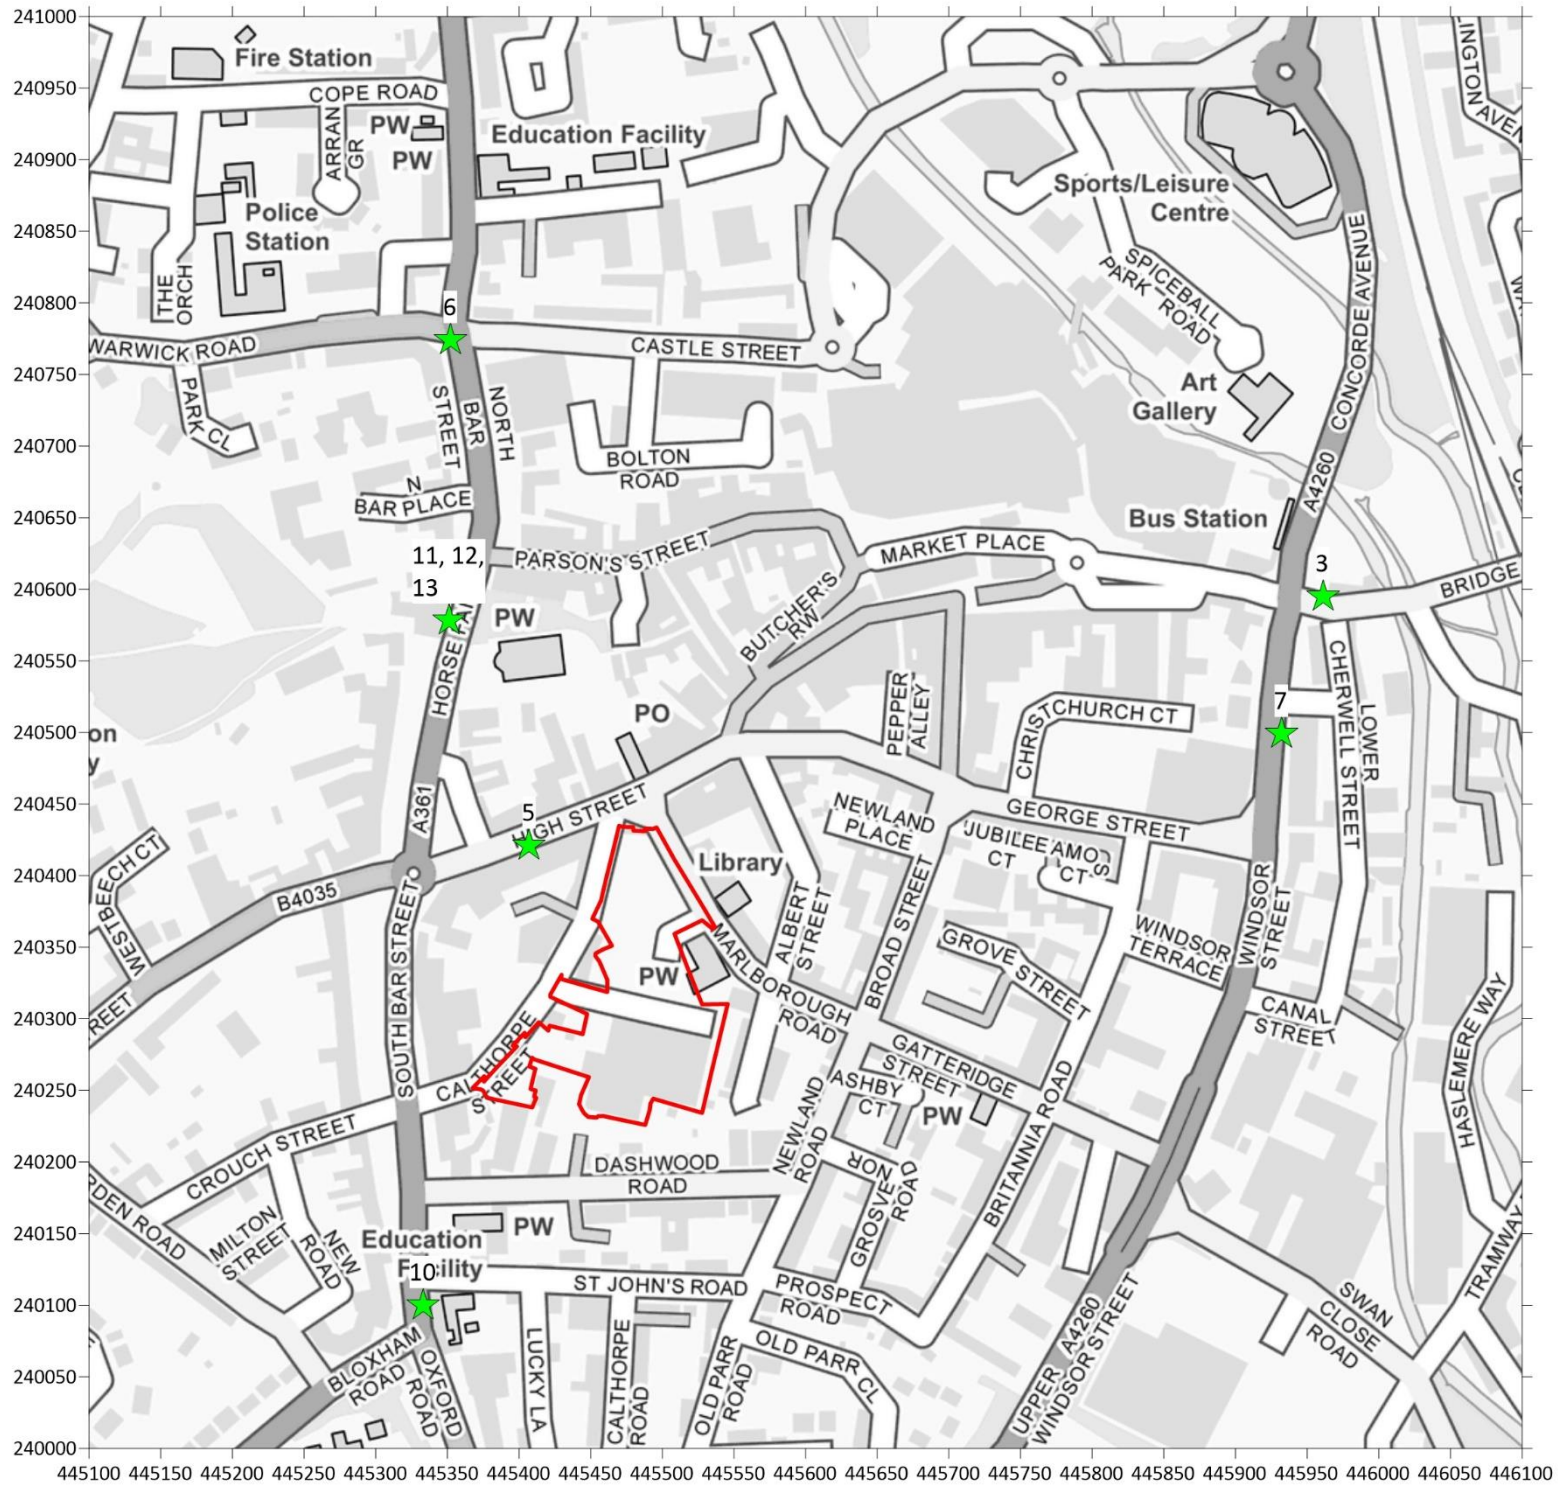 241000
240950
240900
240850
240800
240750
240700
240650
240600
240550
240500
240450
240400
240350
240300
240250
240200
240150
240100
240050
240000
445100 445150 445200 445250 445300 445350 445400 445450 445500 445550 445600 445650 445700 445750 445800 445850 445900 445950 446000 446050 446100
Fire Station
COPE ROAD
PW
PW
ARRAN
GR
Education Facility
Police
Station
THE
ORCH
Sports/Leisure
Centre
SPICEBALL
PARK ROAD
CONCORDE AVENUE
LINGTON AVEN
6
WARWICK ROAD
PARK CL
CASTLE STREET
NORTH
BAR
STREET
BOLTON
ROAD
Art
Gallery
A4260
N
BAR PLACE
Bus Station
11, 12,
13
PARSON'S STREET
MARKET PLACE
3
BRIDGE
PW
BUTCHER'S
RW
HORSE FAI
PO
PEPPER
ALLEY
CHRISTCHURCH CT
7
LOWER
CHERWELL STREET
on
y
A361
5
HIGH STREET
NEWLAND
PLACE
GEORGE STREET
JUBILEE
CT
AMOS
CT
WESTBEECH CT
B4035
Library
ALBERT
STREET
BROAD STREET
WINDSOR
STREET
WINDSOR
TERRACE
GROVE STREET
PW
MARLBOROUGH
ROAD
REET
SOUTH BAR STREET
CALTHORPE
STREET
CANAL
STREET
HASLEMERE WAY
GATTERIDGE
STREET
ASHBY
CT
PW
NEWLAND
ROAD
BRITANNIA ROAD
CROUCH STREET
DASHWOOD
ROAD
GROSVENOR
ROAD
RDEN ROAD
MILTON
STREET
NEW
ROAD
PW
Education
Facility
10
ST JOHN'S ROAD
PROSPECT
ROAD
TRAMWAY
SWAN
CLOSE
ROAD
BLOXHAM
ROAD
OXFORD
ROAD
LUCKY LA
CALTHORPE
ROAD
OLD PARR
ROAD
OLD PARR CL
UPPER
WINDSOR STREET
A4260